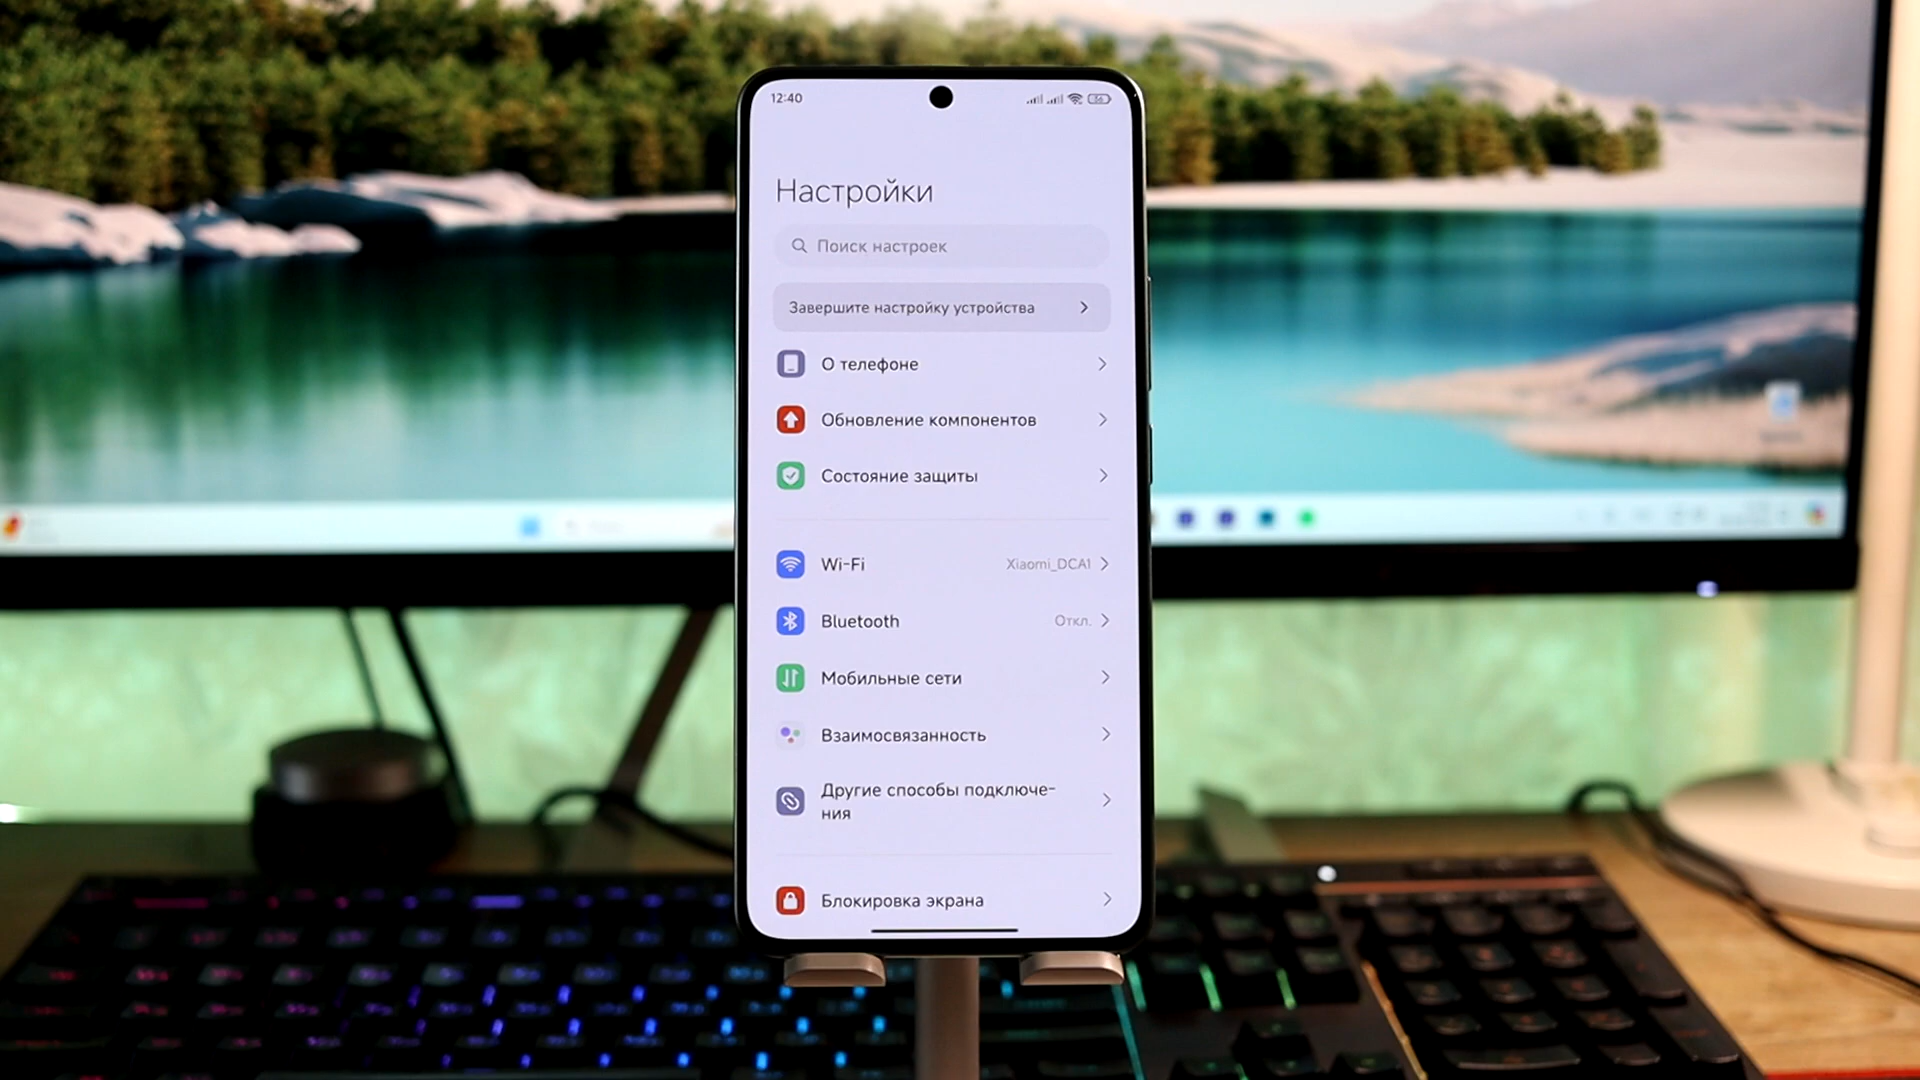 12:40
Настройки
Поиск настроек
Завершите настройку устройства
О телефоне
Обновление компонентов
Состояние защиты
Wi-Fi
Xiaomi_DCA1
Bluetooth
Откл.
Мобильные сети
Взаимосвязанность
Другие способы подключе-
ния
Блокировка экрана